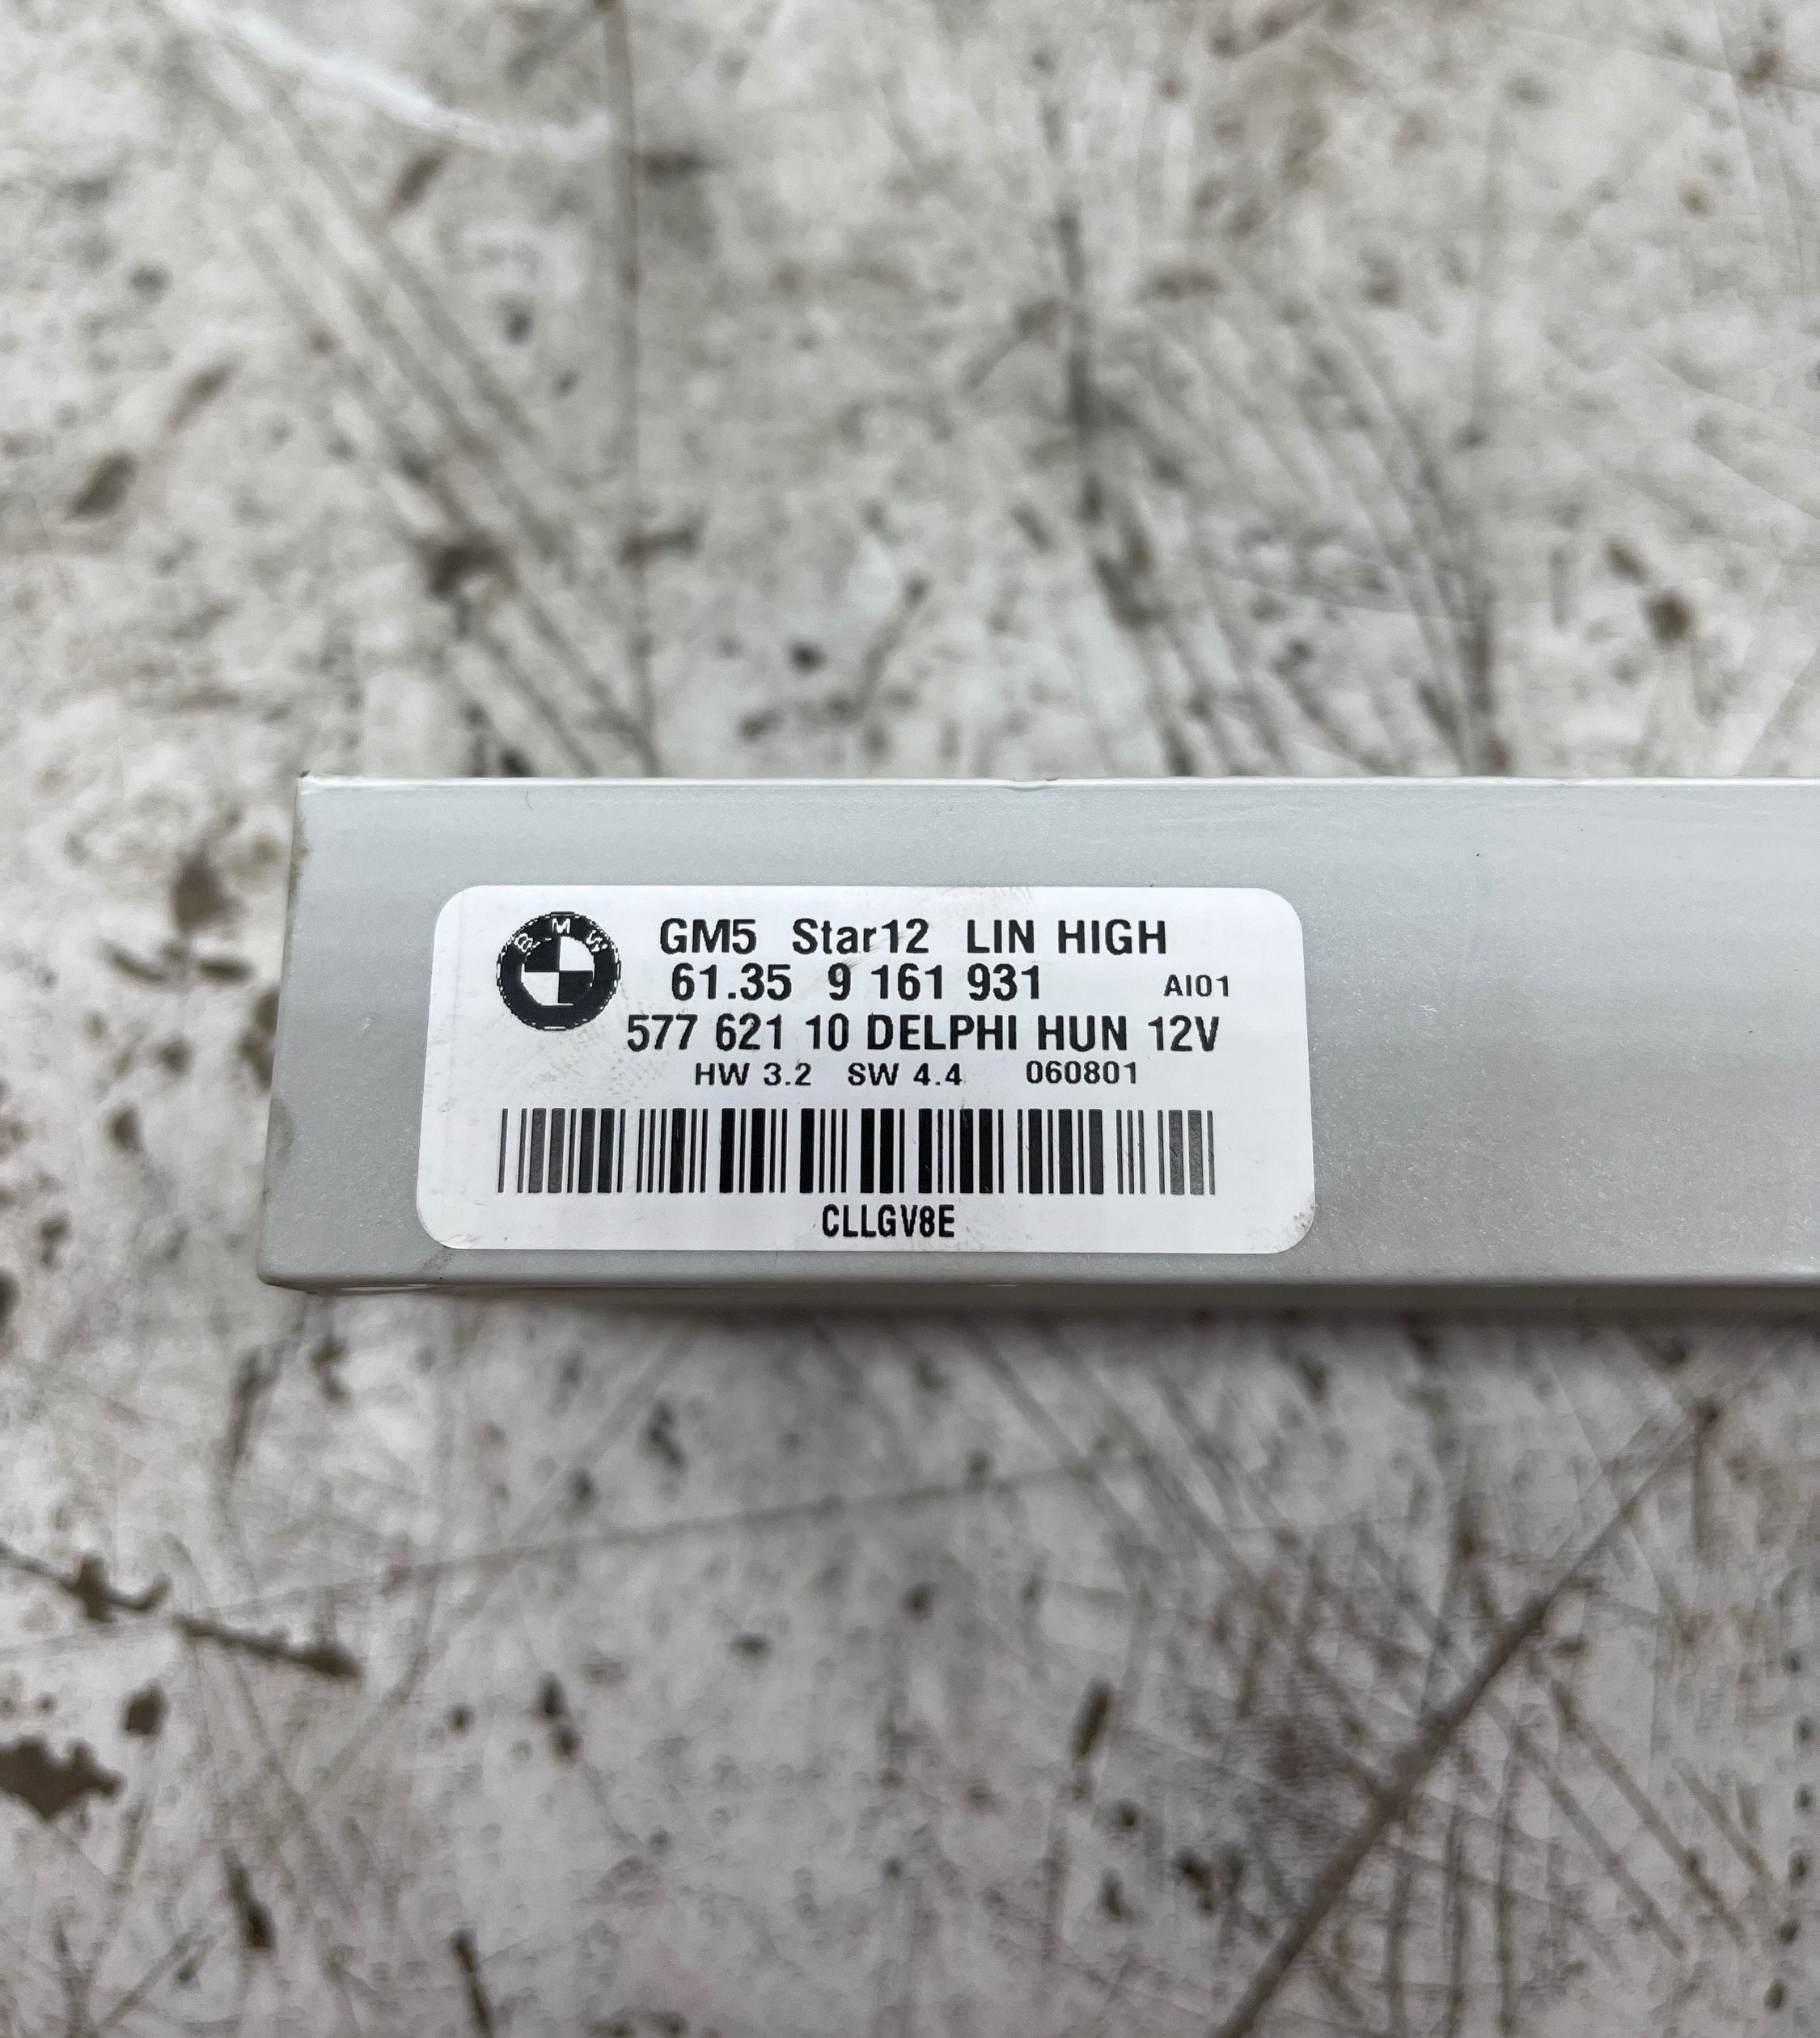 BMW
GM5 Star12 LIN HIGH
61.35 9 161 931 AI01
577 621 10 DELPHI HUN 12V
HW 3.2 SW 4.4 060801
CLLGV8E